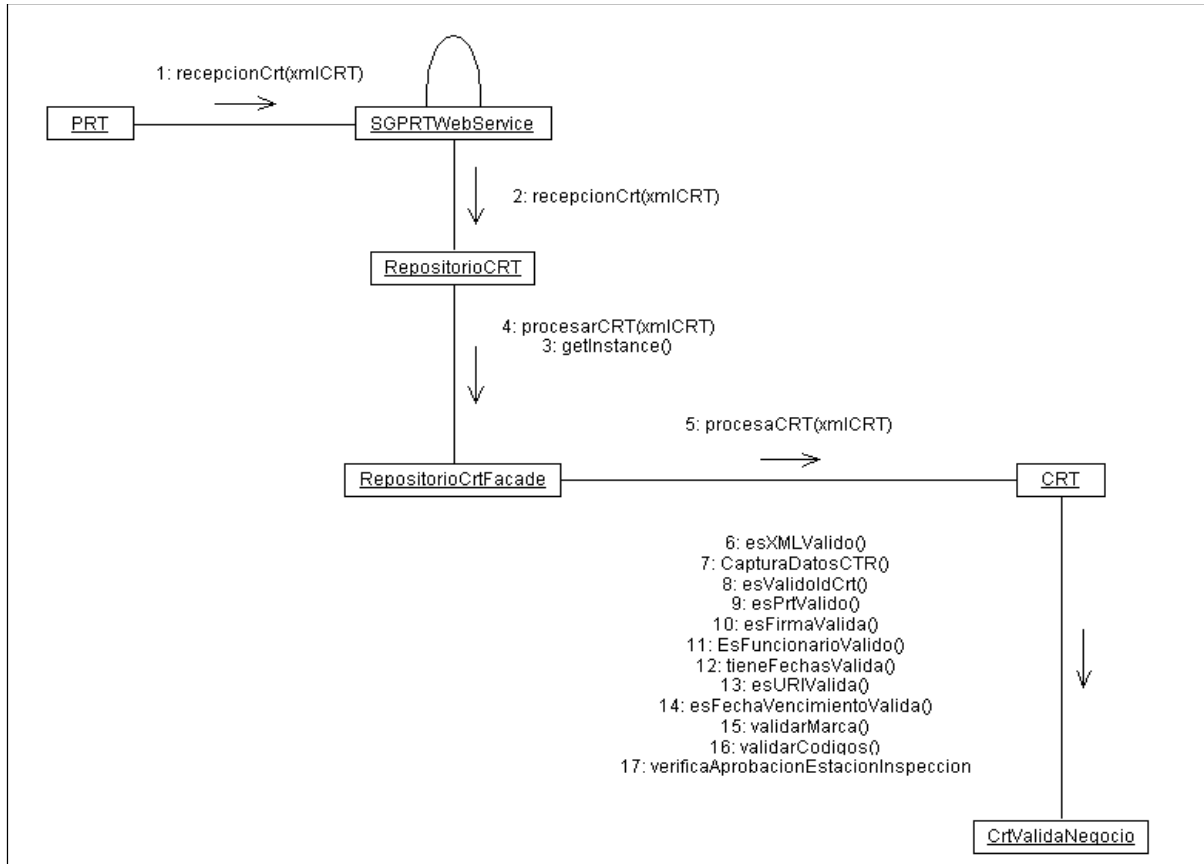 1: recepcionCrt(xmlCRT)
PRT
SGPRTWebService
2: recepcionCrt(xmlCRT)
RepositorioCRT
4: procesarCRT(xmlCRT)
3: getInstance()
5: procesaCRT(xmlCRT)
RepositorioCrtFacade
CRT
6: esXMLValido()
7: CapturaDatosCTR()
8: esValidoIdCrt()
9: esPrtValido()
10: esFirmaValida()
11: EsFuncionarioValido()
12: tieneFechasValida()
13: esURIValida()
14: esFechaVencimientoValida()
15: validarMarca()
16: validarCodigos()
17: verificaAprobacionEstacionInspeccion
CrtValidaNegocio